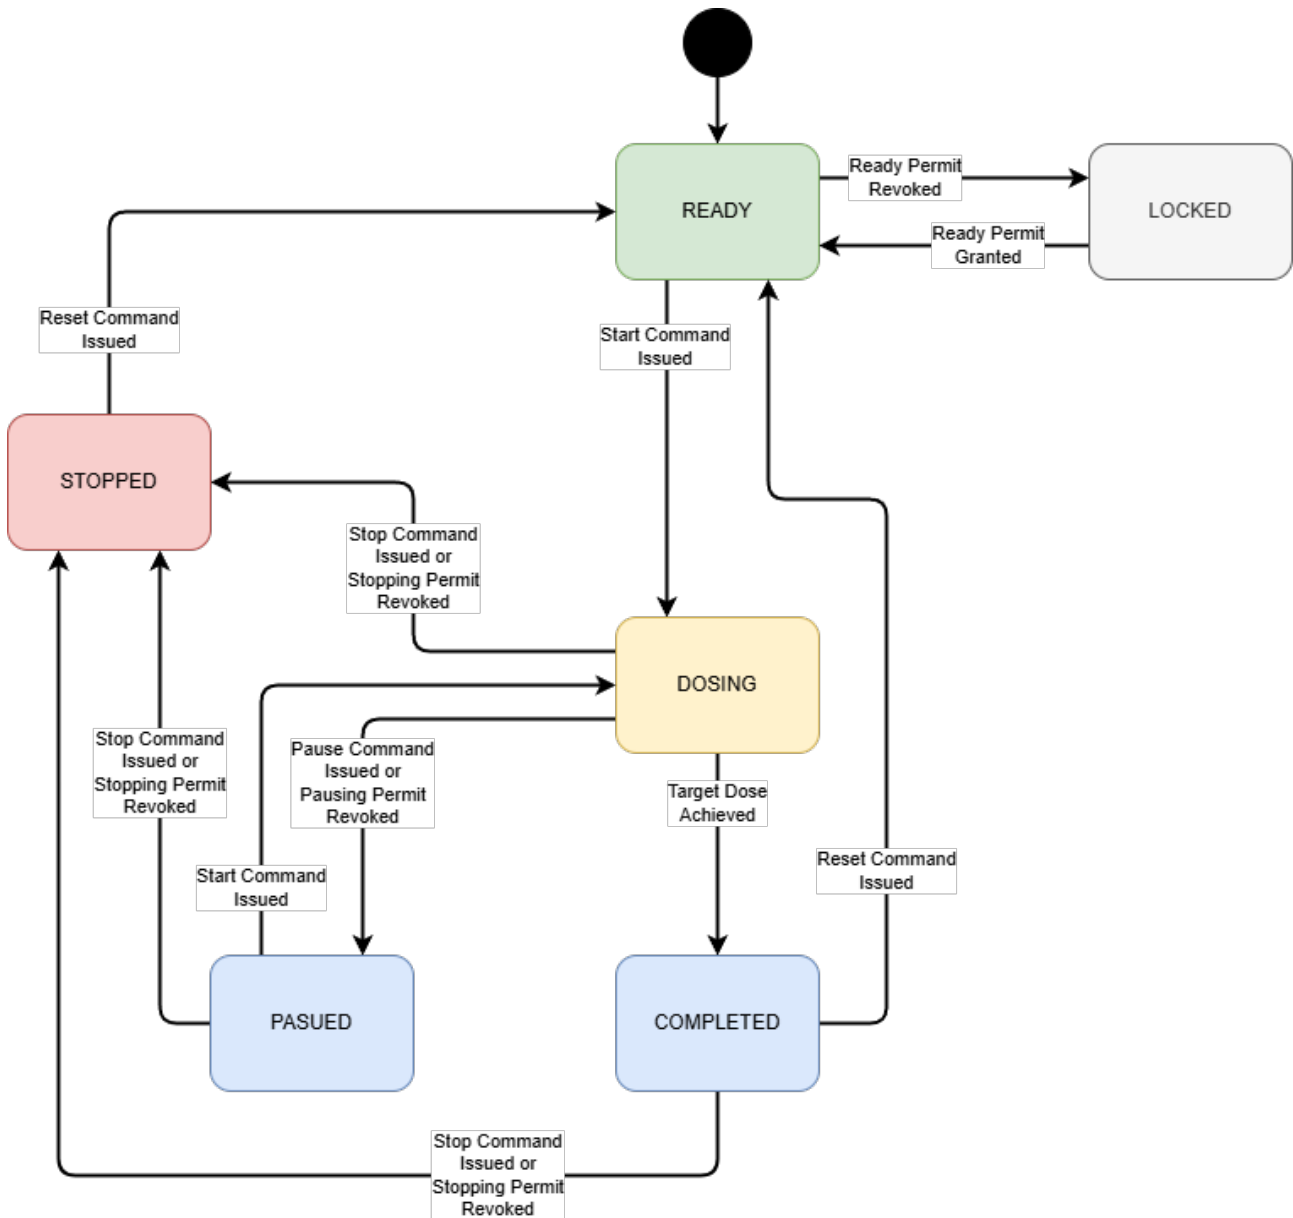 READY
Ready Permit
Revoked
LOCKED
Ready Permit
Granted
Reset Command
Issued
Start Command
Issued
STOPPED
Stop Command
Issued or
Stopping Permit
Revoked
DOSING
Stop Command
Issued or
Stopping Permit
Revoked
Pause Command
Issued or
Pausing Permit
Revoked
Target Dose
Achieved
Start Command
Issued
Reset Command
Issued
PASUED
COMPLETED
Stop Command
Issued or
Stopping Permit
Revoked